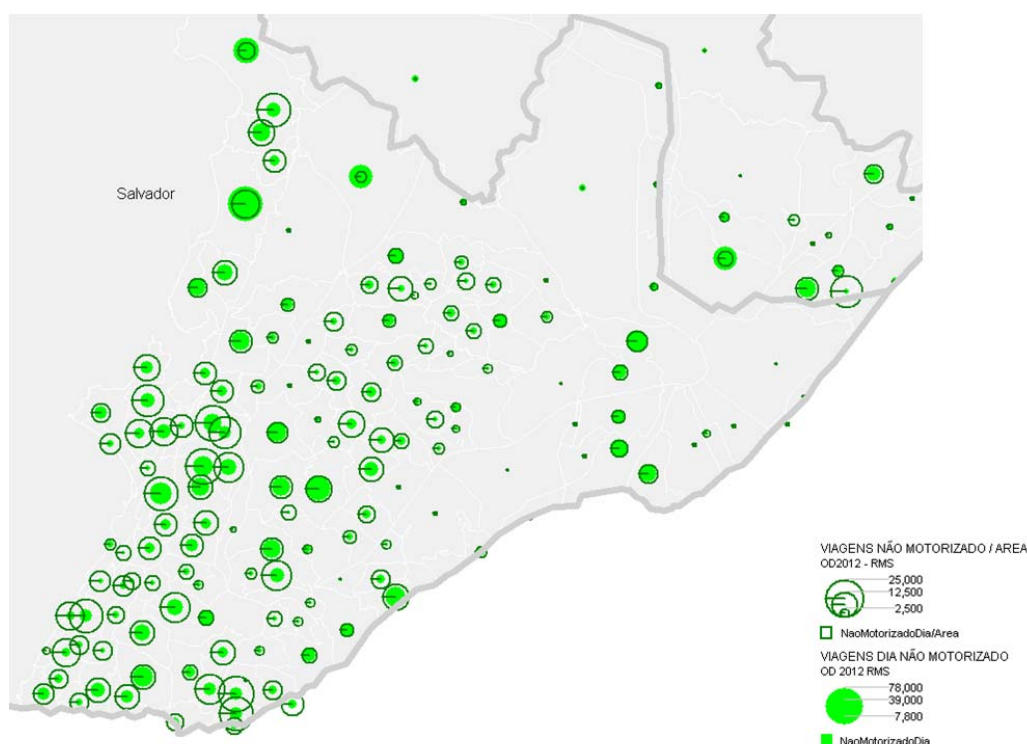 Salvador
VIAGENS NÃO MOTORIZADO / AREA
OD2012 - RMS
25,000
12,500
2,500
NaoMotorizadoDia/Area
VIAGENS DIA NÃO MOTORIZADO
OD 2012 RMS
78,000
39,000
7,800
NaoMotorizadoDia